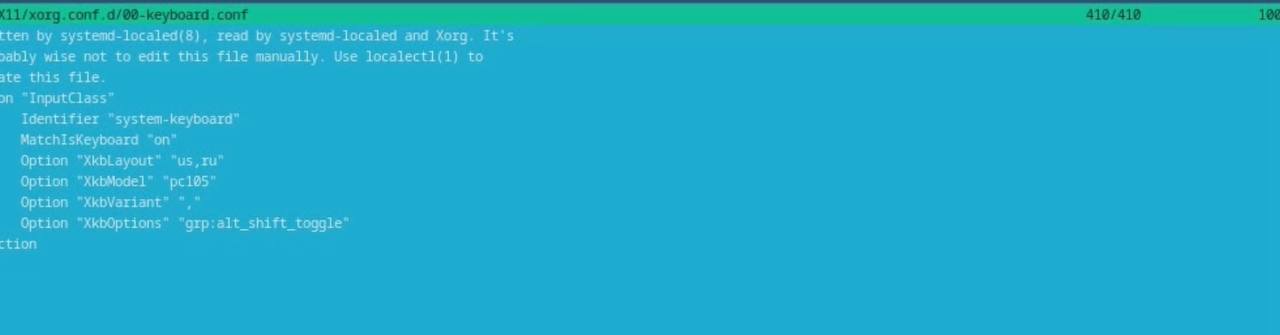 X11/xorg.conf.d/00-keyboard.conf 410/410 100
tten by systemd-localed(8), read by systemd-localed and Xorg. It's
bably wise not to edit this file manually. Use localectl(1) to
ate this file.
on "InputClass"
Identifier "system-keyboard"
MatchIsKeyboard "on"
Option "XkbLayout" "us,ru"
Option "XkbModel" "pc105"
Option "XkbVariant" ","
Option "XkbOptions" "grp:alt_shift_toggle"
ction